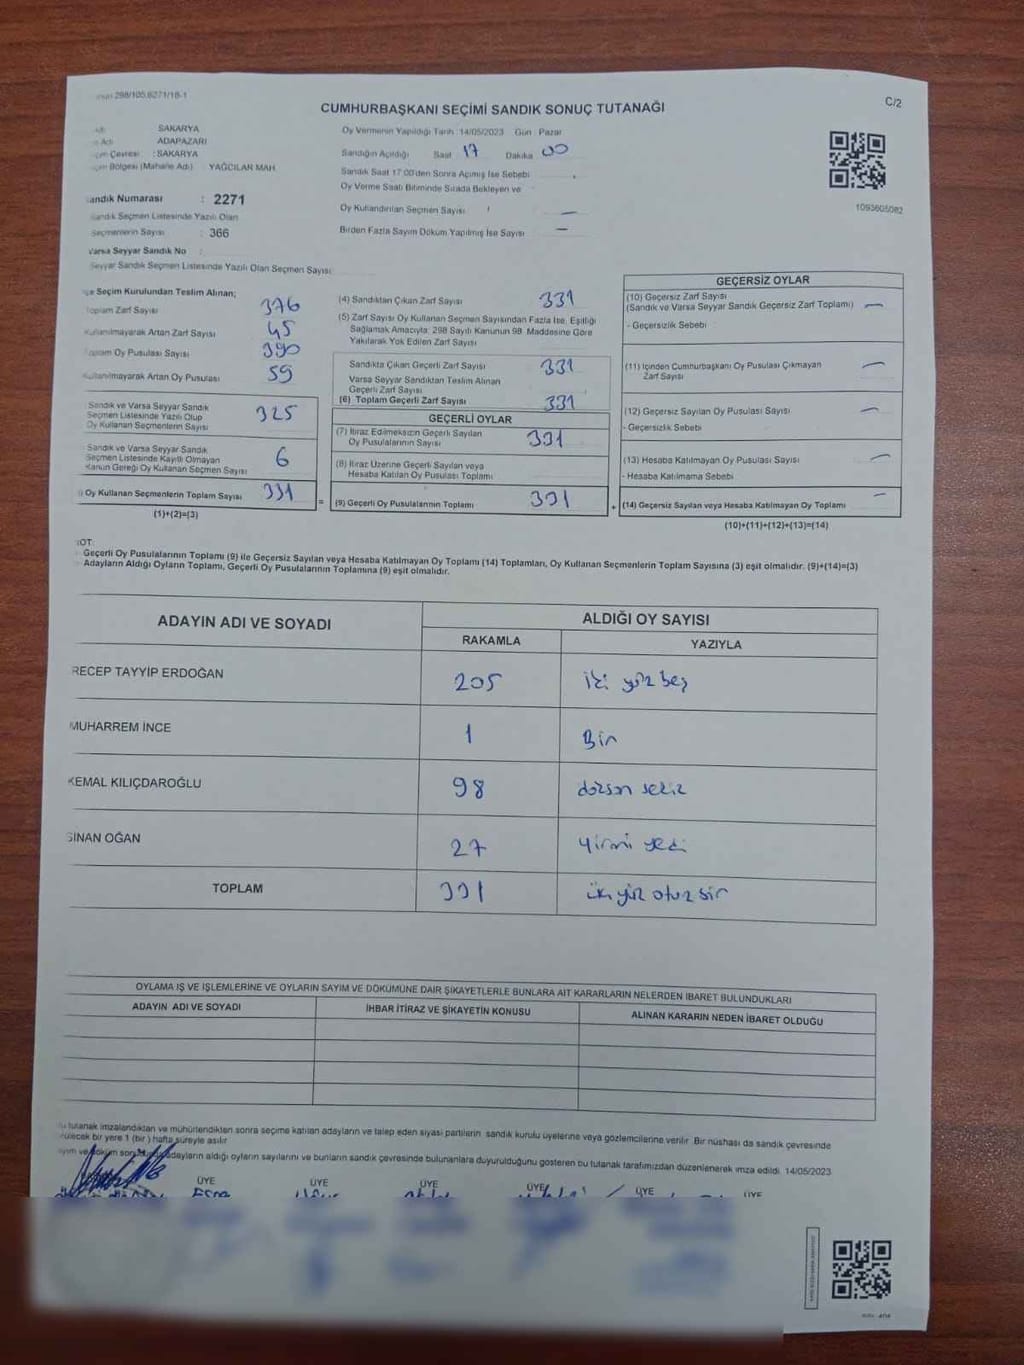 298/105,6271/18-1
C/2
CUMHURBAŞKANI SEÇİMİ SANDIK SONUÇ TUTANAĞI
SAKARYA
ADAPAZARI
Çevresi : SAKARYA
Bölgesi (Mahalle Adı) : YAĞCILAR MAH.
Sandık Numarası : 2271
Sandık Seçmen Listesinde Yazılı Olan
Seçmenlerin Sayısı : 366
Varsa Seyyar Sandık No :
Seyyar Sandık Seçmen Listesinde Yazılı Olan Seçmen Sayısı:
Oy Vermenin Yapıldığı Tarih : 14/05/2023 Gün : Pazar
Sandığın Açıldığı Saat 17 Dakika 00
Sandık Saat 17:00'den Sonra Açımış İse Sebebi
Oy Verme Saati Bitiminde Sırada Bekleyen ve
Oy Kullandırılan Seçmen Sayısı : —
Birden Fazla Sayım Döküm Yapılmış İse Sayısı —
1093605082
Seçim Kurulundan Teslim Alınan;
Toplam Zarf Sayısı 376
Kullanılmayarak Artan Zarf Sayısı 45
Toplam Oy Pusulası Sayısı 390
Kullanılmayarak Artan Oy Pusulası 59
Sandık ve Varsa Seyyar Sandık
Seçmen Listesinde Yazılı Olup
Oy Kullanan Seçmenlerin Sayısı 325
Sandık ve Varsa Seyyar Sandık
Seçmen Listesinde Kayıtlı Olmayan
Kanun Gereği Oy Kullanan Seçmen Sayısı 6
Oy Kullanan Seçmenlerin Toplam Sayısı 331 =
(1)+(2)=(3)
(4) Sandıktan Çıkan Zarf Sayısı 331
(5) Zarf Sayısı Oy Kullanan Seçmen Sayısından Fazla İse, Eşitliği
Sağlamak Amacıyla; 298 Sayılı Kanunun 98. Maddesine Göre
Yakılarak Yok Edilen Zarf Sayısı
Sandıkta Çıkan Geçerli Zarf Sayısı 331
Varsa Seyyar Sandıktan Teslim Alınan
Geçerli Zarf Sayısı
(6) Toplam Geçerli Zarf Sayısı 331
GEÇERLİ OYLAR
(7) İtiraz Edilmeksizin Geçerli Sayılan
Oy Pusulalarının Sayısı 331
(8) İtiraz Üzerine Geçerli Sayılan veya
Hesaba Katılan Oy Pusulası Toplamı
(9) Geçerli Oy Pusulalarının Toplamı 331 +
GEÇERSİZ OYLAR
(10) Geçersiz Zarf Sayısı
(Sandık ve Varsa Seyyar Sandık Geçersiz Zarf Toplamı) —
- Geçersizlik Sebebi
(11) İçinden Cumhurbaşkanı Oy Pusulası Çıkmayan
Zarf Sayısı —
(12) Geçersiz Sayılan Oy Pusulası Sayısı —
- Geçersizlik Sebebi
(13) Hesaba Katılmayan Oy Pusulası Sayısı —
- Hesaba Katılmama Sebebi
(14) Geçersiz Sayılan veya Hesaba Katılmayan Oy Toplamı —
(10)+(11)+(12)+(13)=(14)
NOT:
Geçerli Oy Pusulalarının Toplamı (9) ile Geçersiz Sayılan veya Hesaba Katılmayan Oy Toplamı (14) Toplamları, Oy Kullanan Seçmenlerin Toplam Sayısına (3) eşit olmalıdır. (9)+(14)=(3)
Adayların Aldığı Oyların Toplamı, Geçerli Oy Pusulalarının Toplamına (9) eşit olmalıdır.
ADAYIN ADI VE SOYADI ALDIĞI OY SAYISI
RAKAMLA YAZIYLA
RECEP TAYYİP ERDOĞAN 205 iki yüz beş
MUHARREM İNCE 1 Bir
KEMAL KILIÇDAROĞLU 98 doksan sekiz
SİNAN OĞAN 27 yirmi yedi
TOPLAM 331 üç yüz otuz bir
OYLAMA İŞ VE İŞLEMLERİNE VE OYLARIN SAYIM VE DÖKÜMÜNE DAİR ŞİKAYETLERLE BUNLARA AİT KARARLARIN NELERDEN İBARET BULUNDUKLARI
ADAYIN ADI VE SOYADI İHBAR İTİRAZ VE ŞİKAYETİN KONUSU ALINAN KARARIN NEDEN İBARET OLDUĞU
tutanak imzalandıktan ve mühürlendikten sonra seçime katılan adayların ve talep eden siyasi partilerin sandık kurulu üyelerine veya gözlemcilerine verilir. Bir nüshası da sandık çevresinde
bir yere 1 (bir) hafta süreyle asılır.
adayların aldığı oyların sayılarını ve bunların sandık çevresinde bulunanlara duyurulduğunu gösteren bu tutanak tarafımızdan düzenlenerek imza edildi. 14/05/2023
ÜYE ÜYE ÜYE ÜYE ÜYE ÜYE
Esra